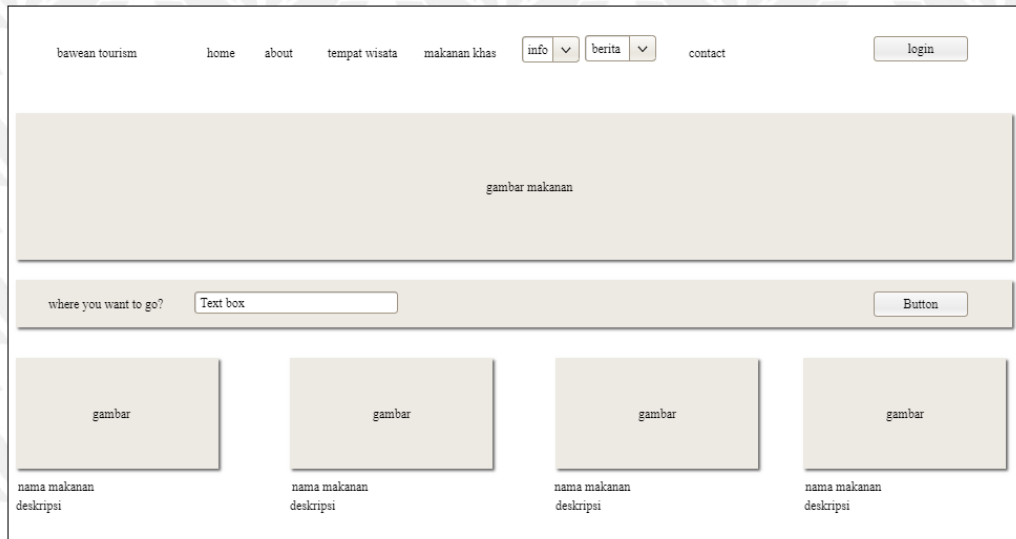 bawean tourism home about tempat wisata makanan khas info berita contact login
gambar makanan
where you want to go? Text box Button
gambar gambar gambar gambar
nama makanan nama makanan nama makanan nama makanan
deskripsi deskripsi deskripsi deskripsi